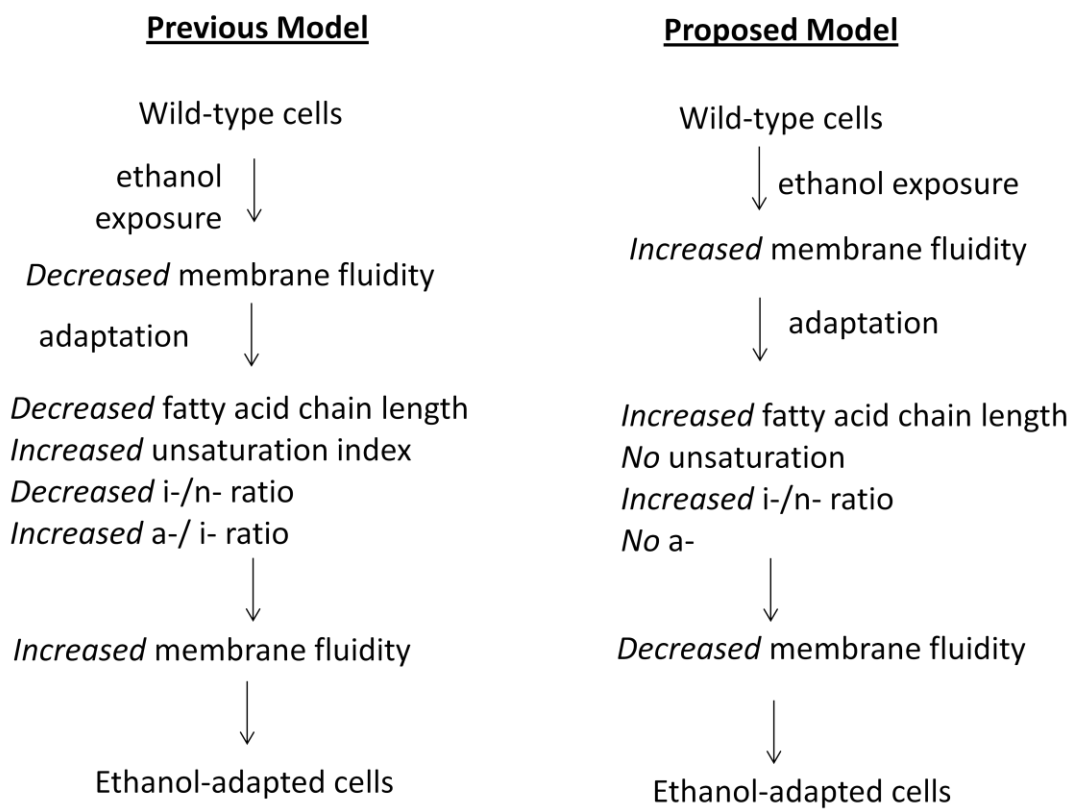 Previous Model
Wild-type cells
ethanol
exposure
Decreased membrane fluidity
adaptation
Decreased fatty acid chain length
Increased unsaturation index
Decreased i-/n- ratio
Increased a-/ i- ratio
Increased membrane fluidity
Ethanol-adapted cells
Proposed Model
Wild-type cells
ethanol exposure
Increased membrane fluidity
adaptation
Increased fatty acid chain length
No unsaturation
Increased i-/n- ratio
No a-
Decreased membrane fluidity
Ethanol-adapted cells